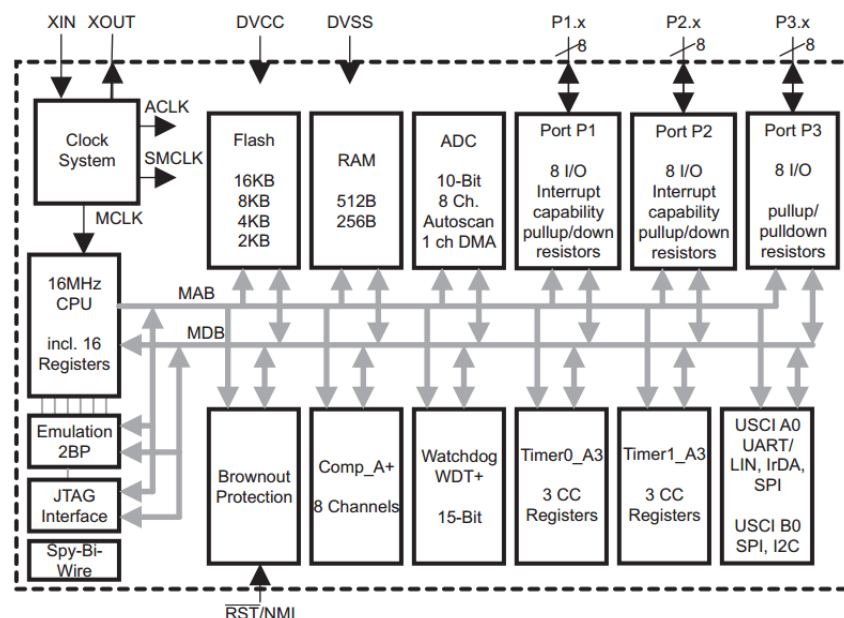 XIN XOUT DVCC DVSS P1.x P2.x P3.x
8 8 8
ACLK
Clock
System
SMCLK
MCLK
Flash
16KB
8KB
4KB
2KB
RAM
512B
256B
ADC
10-Bit
8 Ch.
Autoscan
1 ch DMA
Port P1
8 I/O
Interrupt
capability
pullup/down
resistors
Port P2
8 I/O
Interrupt
capability
pullup/down
resistors
Port P3
8 I/O
pullup/
pulldown
resistors
16MHz
CPU
incl. 16
Registers
MAB
MDB
Emulation
2BP
JTAG
Interface
Spy-Bi-
Wire
Brownout
Protection
Comp_A+
8 Channels
Watchdog
WDT+
15-Bit
Timer0_A3
3 CC
Registers
Timer1_A3
3 CC
Registers
USCI A0
UART/
LIN, IrDA,
SPI
USCI B0
SPI, I2C
RST/NMI